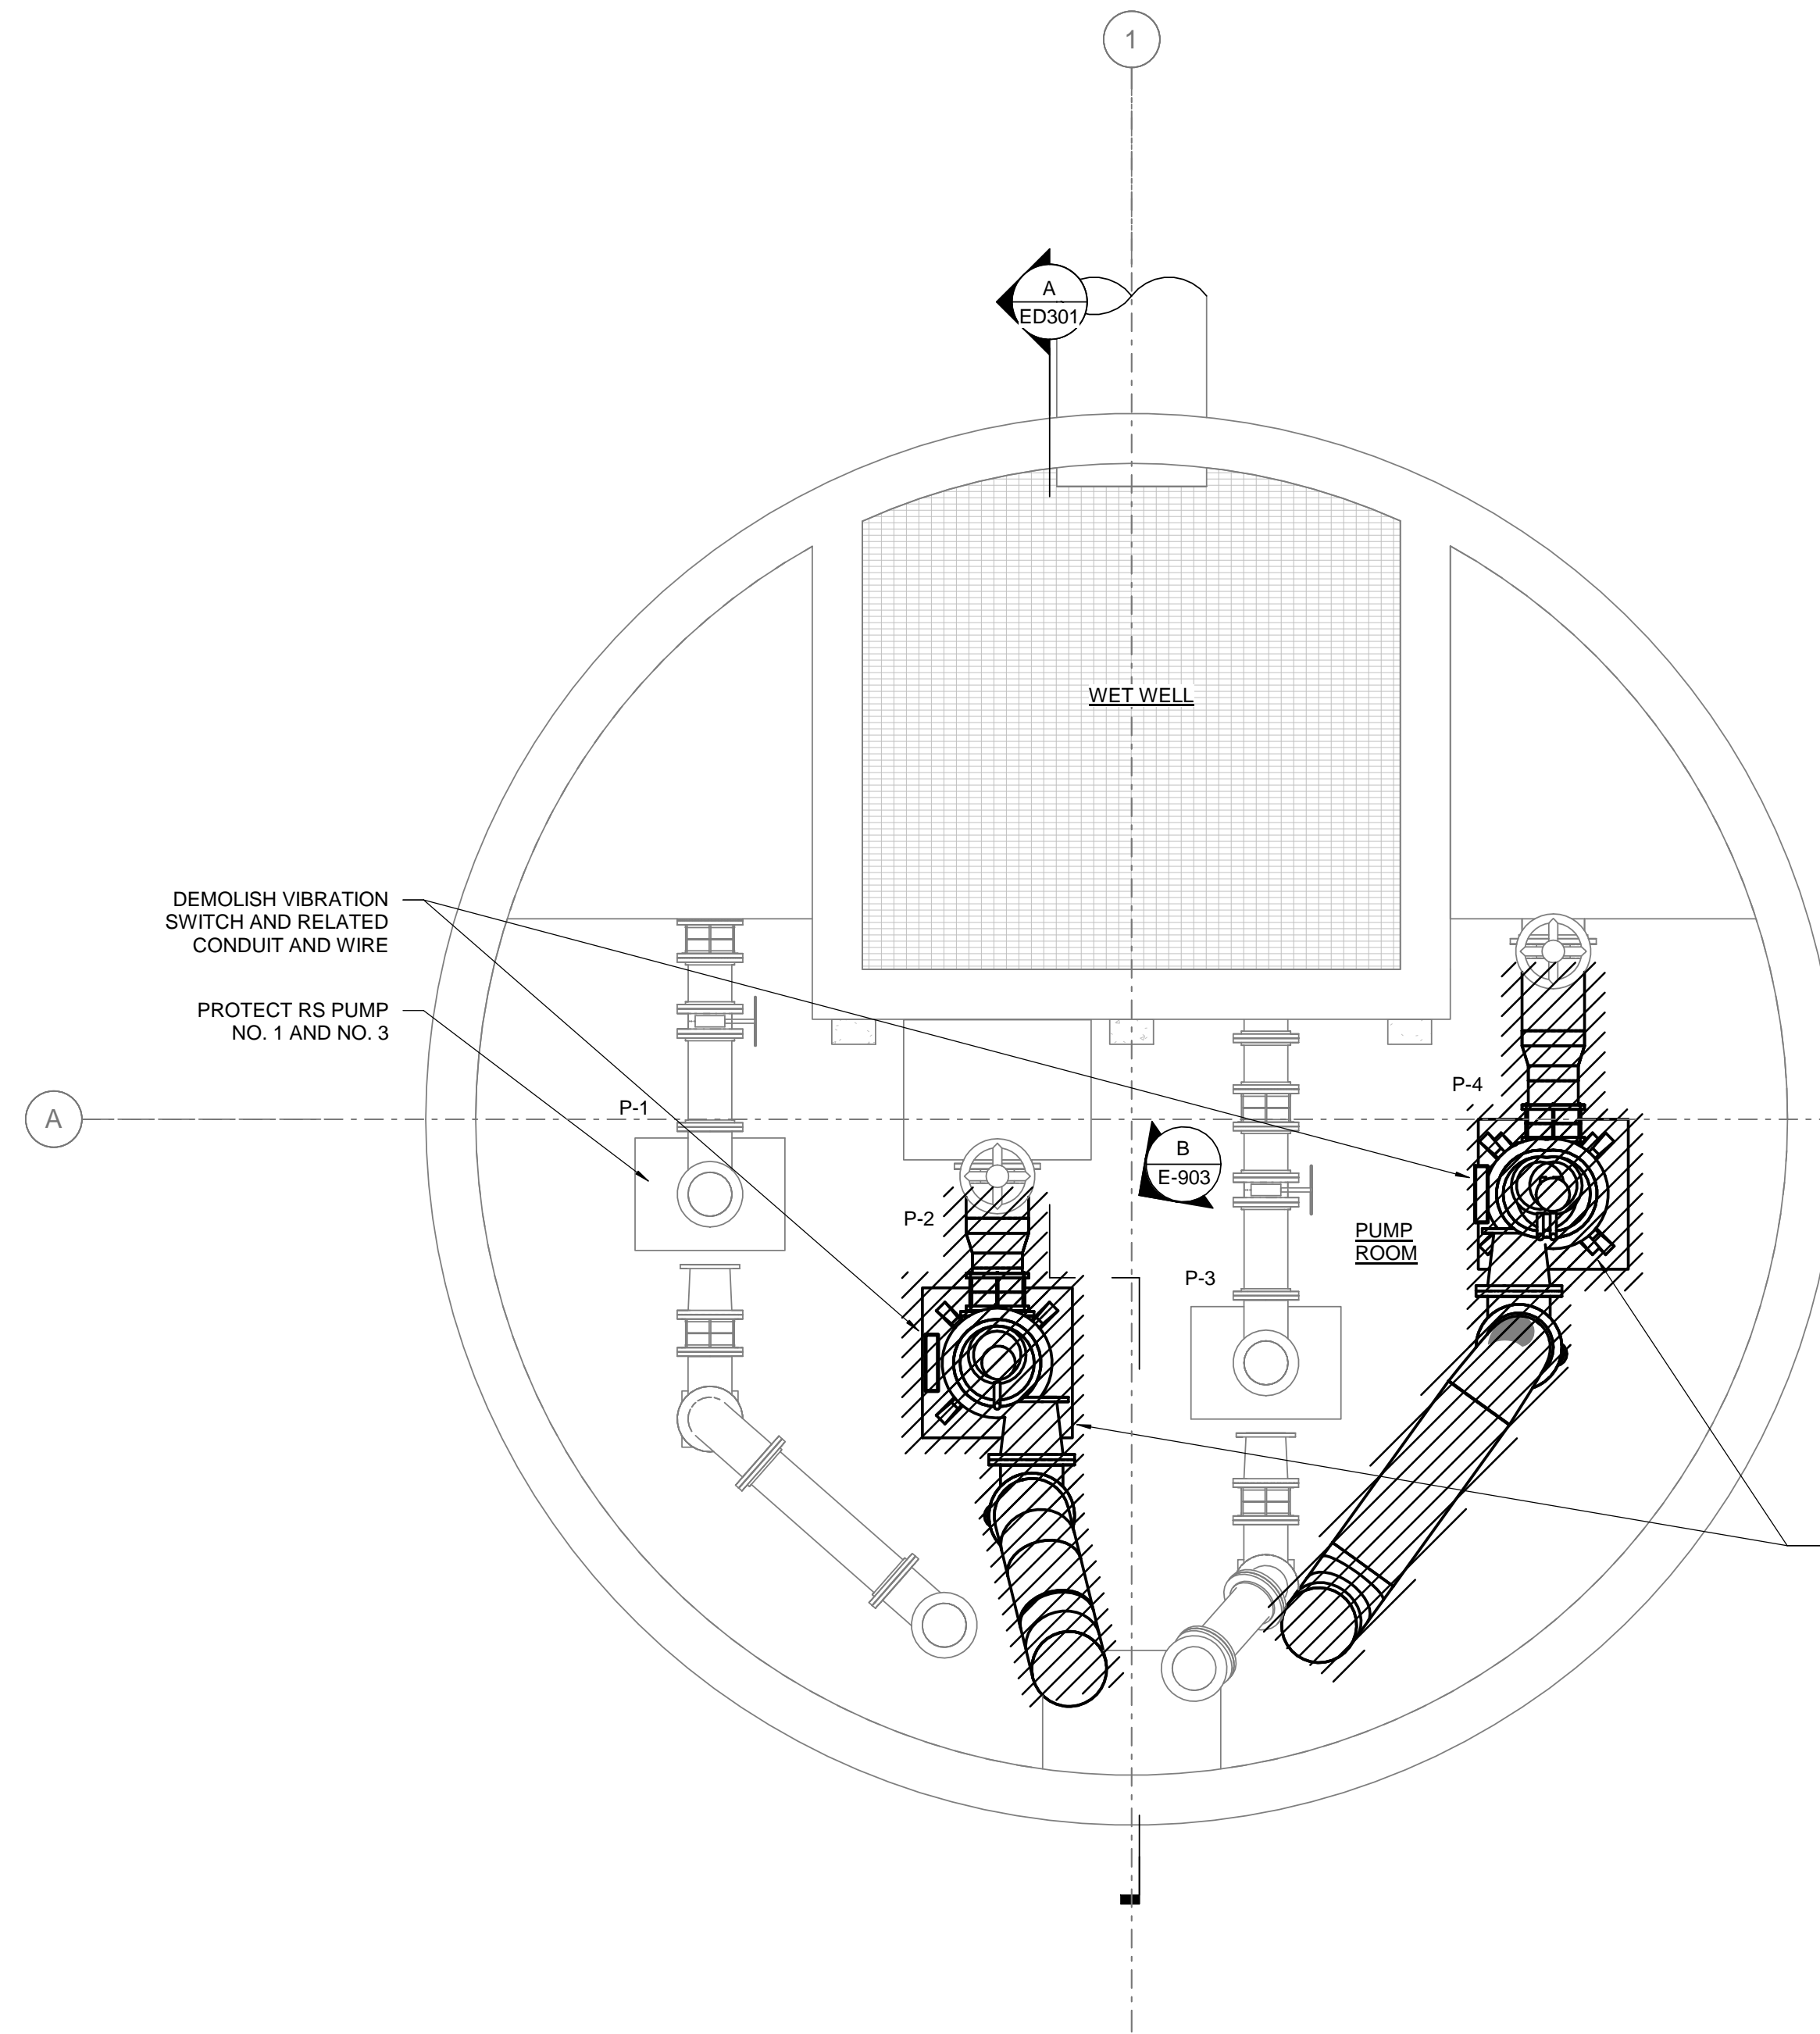 1
A
ED301
WET WELL
DEMOLISH VIBRATION
SWITCH AND RELATED
CONDUIT AND WIRE
PROTECT RS PUMP
NO. 1 AND NO. 3
A
P-1
P-4
B
E-903
P-2
PUMP
ROOM
P-3